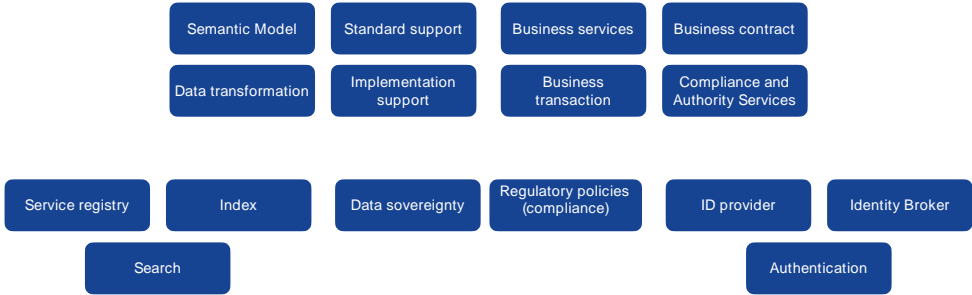 Semantic Model
Standard support
Business services
Business contract
Data transformation
Implementation
support
Business
transaction
Compliance and
Authority Services
Service registry
Index
Data sovereignty
Regulatory policies
(compliance)
ID provider
Identity Broker
Search
Authentication